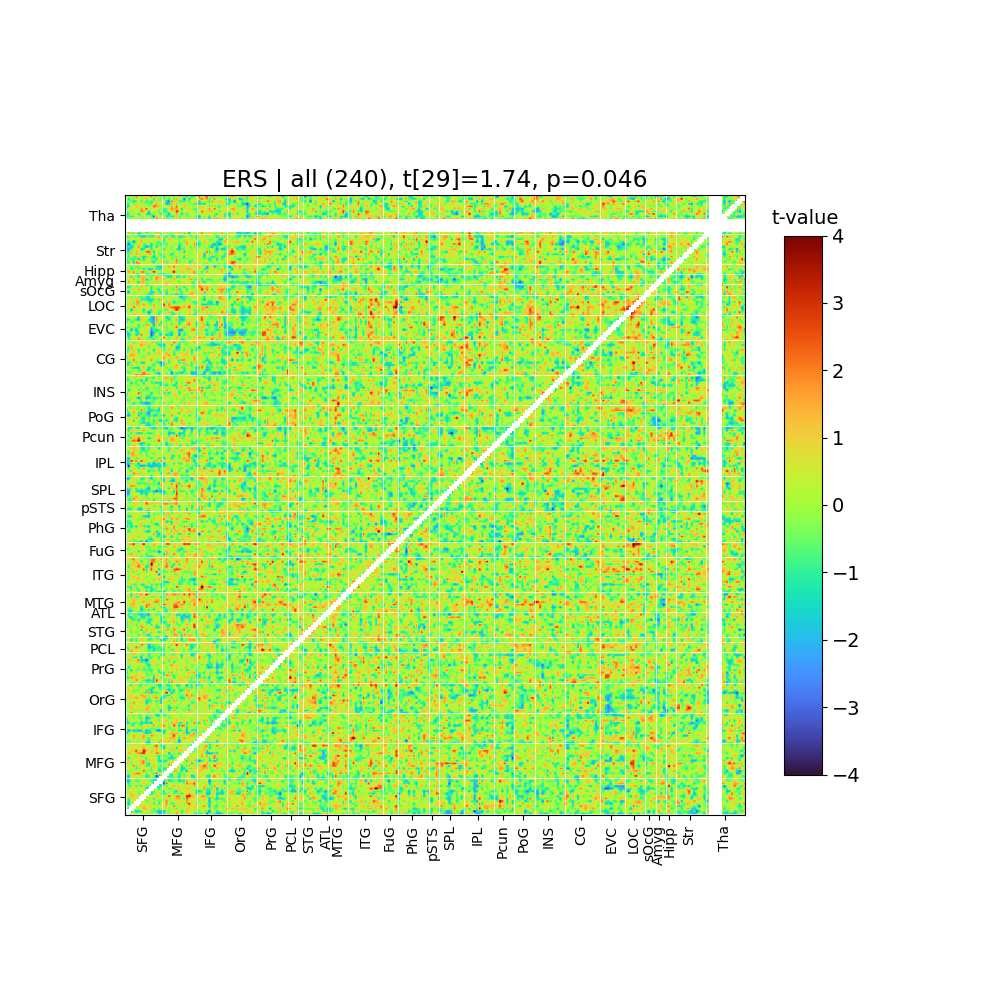 ERS | all (240), t[29]=1.74, p=0.046
t-value
Tha
Str
Hipp
Amyg
sOcG
LOC
EVC
CG
INS
PoG
Pcun
IPL
SPL
pSTS
PhG
FuG
ITG
MTG
ATL
STG
PCL
PrG
OrG
IFG
MFG
SFG
SFG MFG IFG OrG PrG PCL STG ATL MTG ITG FuG PhG pSTS SPL IPL Pcun PoG INS CG EVC LOC sOcG Amyg Hipp Str Tha
4
3
2
1
0
−1
−2
−3
−4